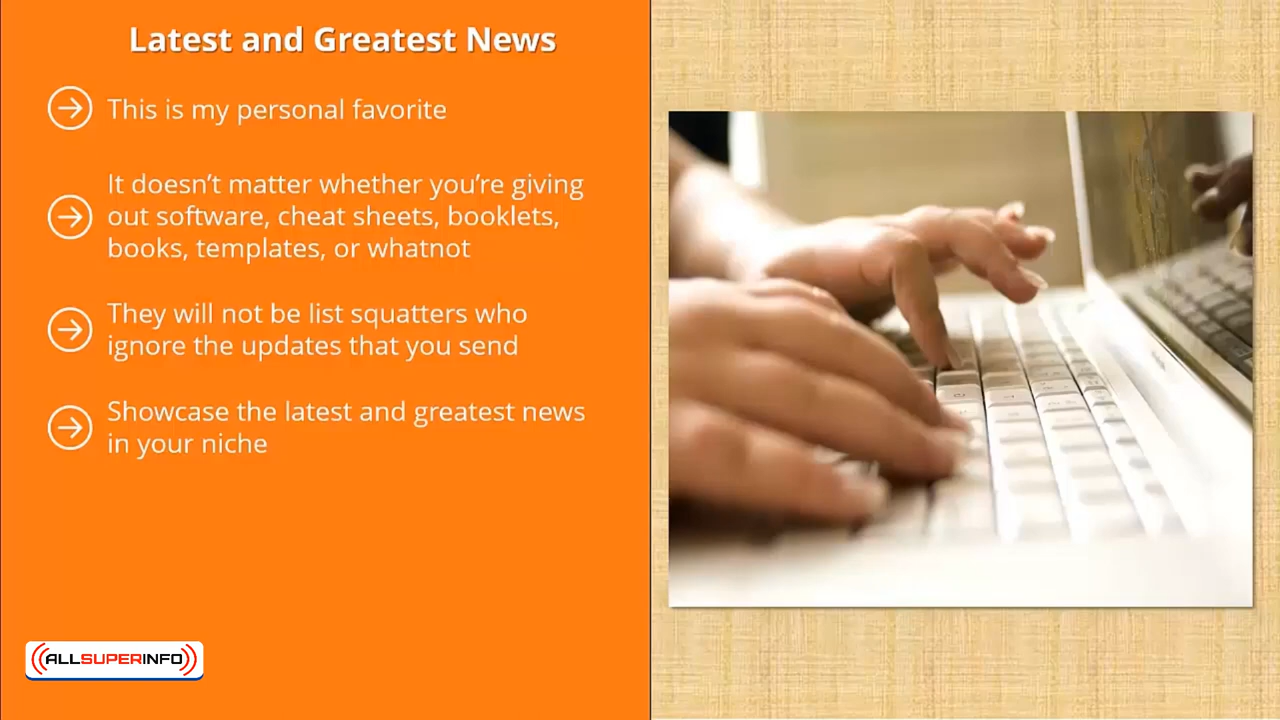 Latest and Greatest News
This is my personal favorite
It doesn’t matter whether you’re giving
out software, cheat sheets, booklets,
books, templates, or whatnot
They will not be list squatters who
ignore the updates that you send
Showcase the latest and greatest news
in your niche
ALLSUPERINFO